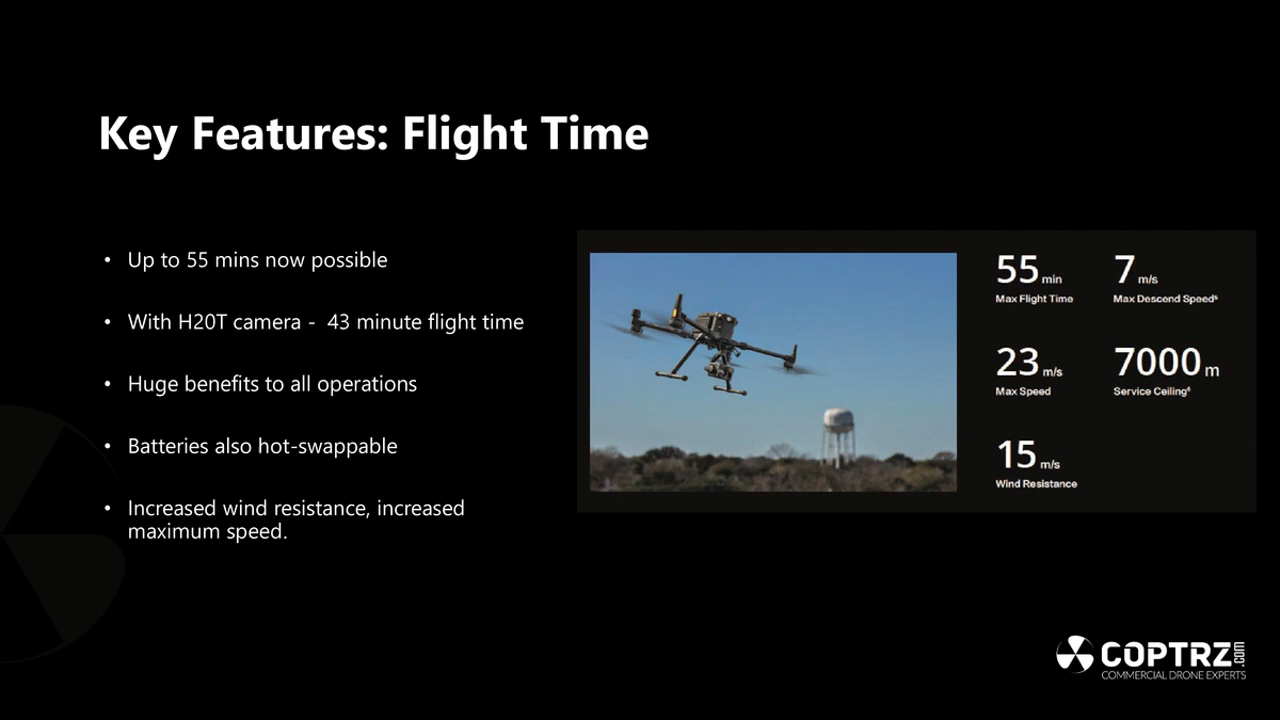 Key Features: Flight Time
• Up to 55 mins now possible
• With H20T camera -  43 minute flight time
• Huge benefits to all operations
• Batteries also hot-swappable
• Increased wind resistance, increased
maximum speed.
55 min
Max Flight Time
7 m/s
Max Descend Speed⁵
23 m/s
Max Speed
7000 m
Service Ceiling⁶
15 m/s
Wind Resistance
COPTRZ.com
COMMERCIAL DRONE EXPERTS